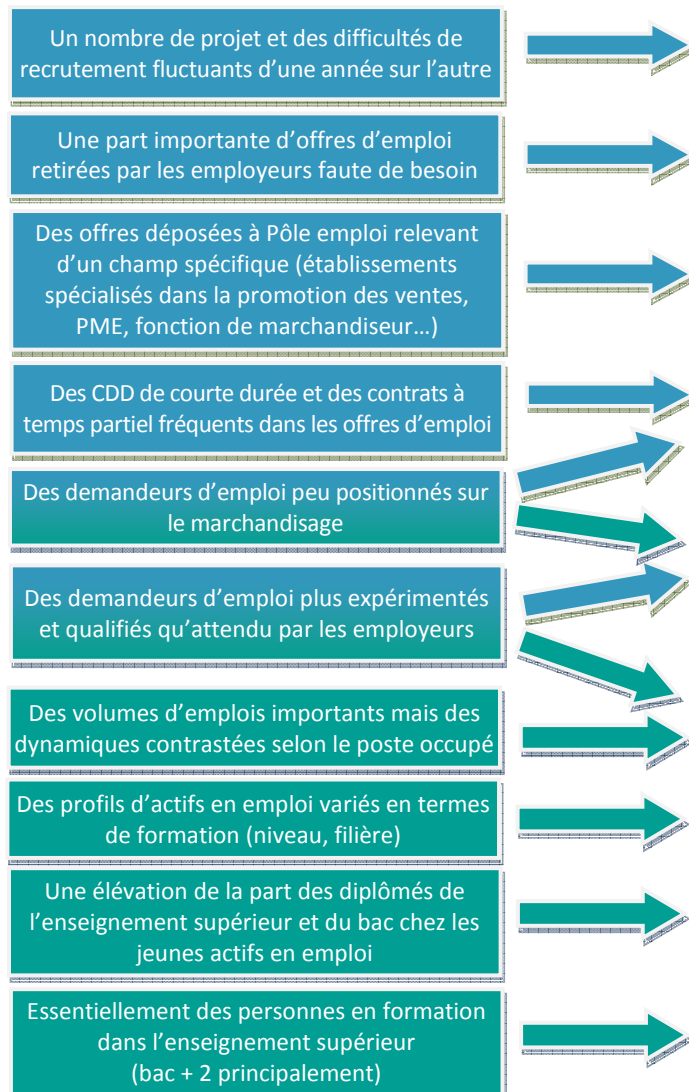 Un nombre de projet et des difficultés de
recrutement fluctuants d'une année sur l'autre
Une part importante d'offres d'emploi
retirées par les employeurs faute de besoin
Des offres déposées à Pôle emploi relevant
d'un champ spécifique (établissements
spécialisés dans la promotion des ventes,
PME, fonction de marchandiseur…)
Des CDD de courte durée et des contrats à
temps partiel fréquents dans les offres d'emploi
Des demandeurs d'emploi peu positionnés sur
le marchandisage
Des demandeurs d'emploi plus expérimentés
et qualifiés qu'attendu par les employeurs
Des volumes d'emplois importants mais des
dynamiques contrastées selon le poste occupé
Des profils d'actifs en emploi variés en termes
de formation (niveau, filière)
Une élévation de la part des diplômés de
l'enseignement supérieur et du bac chez les
jeunes actifs en emploi
Essentiellement des personnes en formation
dans l'enseignement supérieur
(bac + 2 principalement)